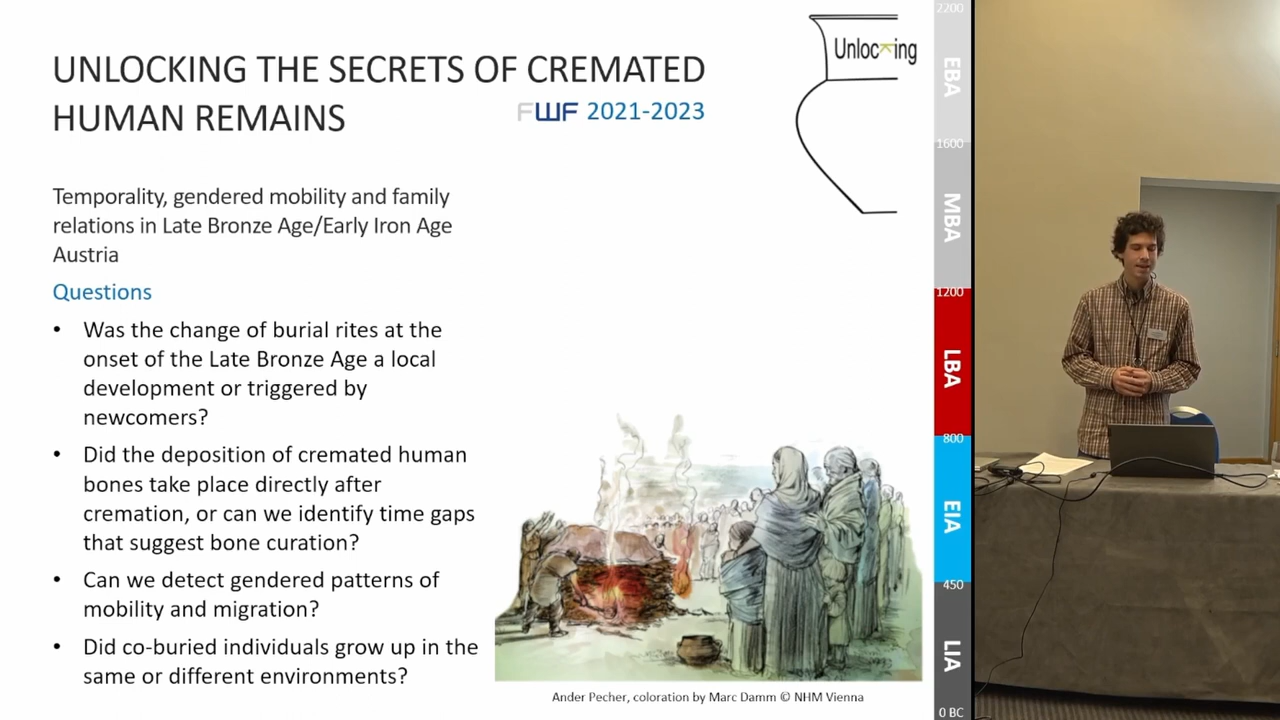 UNLOCKING THE SECRETS OF CREMATED
HUMAN REMAINS
FWF 2021-2023
Unlocking
Temporality, gendered mobility and family
relations in Late Bronze Age/Early Iron Age
Austria
Questions
• Was the change of burial rites at the
onset of the Late Bronze Age a local
development or triggered by
newcomers?
• Did the deposition of cremated human
bones take place directly after
cremation, or can we identify time gaps
that suggest bone curation?
• Can we detect gendered patterns of
mobility and migration?
• Did co-buried individuals grow up in the
same or different environments?
Ander Pecher, coloration by Marc Damm © NHM Vienna
2200
EBA
1600
MBA
1200
LBA
800
EIA
450
LIA
0 BC